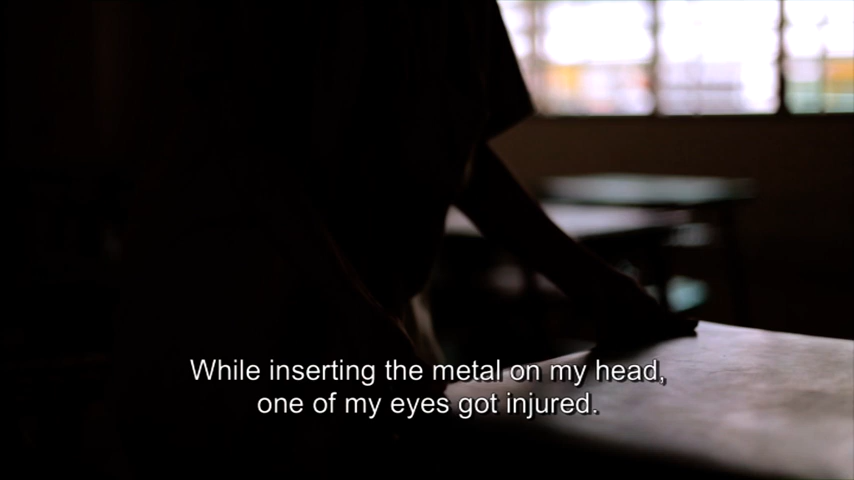 While inserting the metal on my head,
one of my eyes got injured.